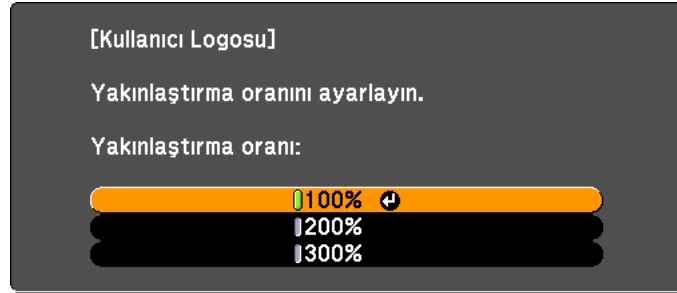 [Kullanıcı Logosu]
Yakınlaştırma oranını ayarlayın.
Yakınlaştırma oranı:
100%
200%
300%